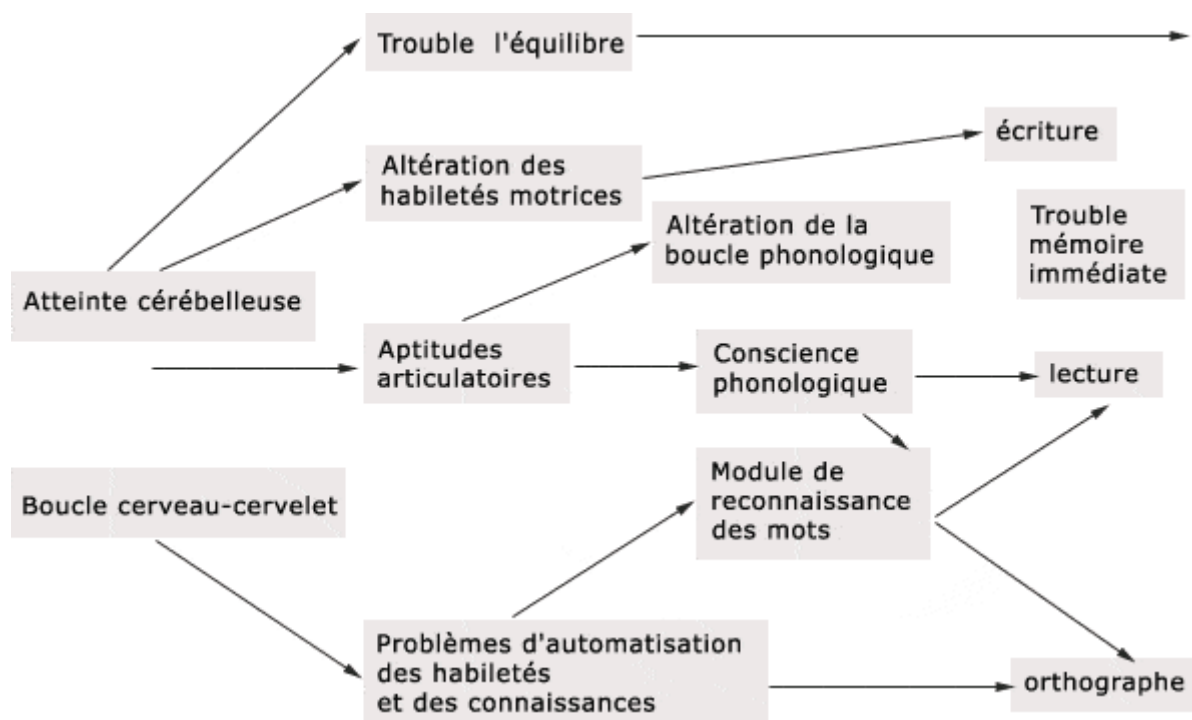 Trouble l'équilibre
écriture
Altération des
habiletés motrices
Altération de la
boucle phonologique
Trouble
mémoire
immédiate
Atteinte cérébelleuse
Aptitudes
articulatoires
Conscience
phonologique
lecture
Boucle cerveau-cervelet
Module de
reconnaissance
des mots
Problèmes d'automatisation
des habiletés
et des connaissances
orthographe